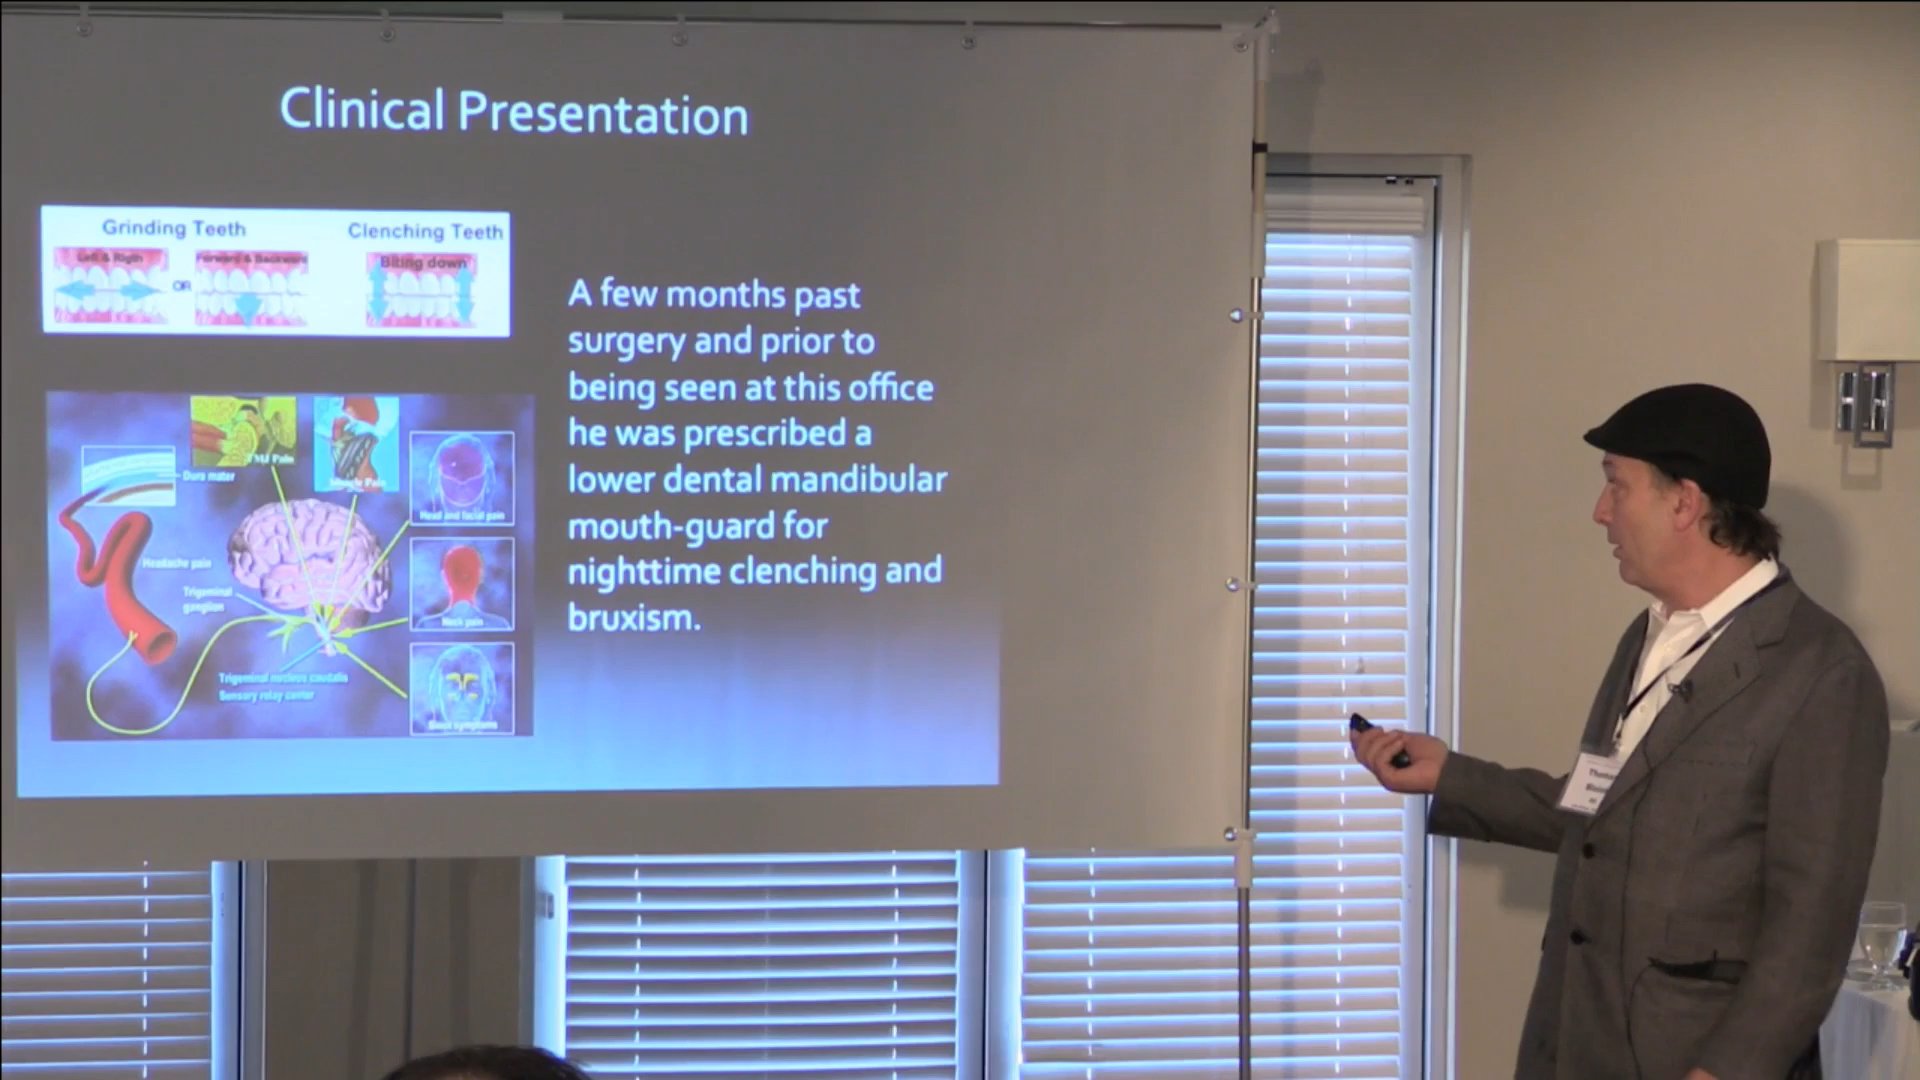 Clinical Presentation
Grinding Teeth
Clenching Teeth
Left & Rigth
OR
Forward & Backward
Biting down
A few months past
surgery and prior to
being seen at this office
he was prescribed a
lower dental mandibular
mouth-guard for
nighttime clenching and
bruxism.
TMJ Pain
Muscle Pain
Dura mater
Head and facial pain
Headache pain
Trigeminal
ganglion
Neck pain
Trigeminal nucleus caudalis
Sensory relay center
Sinus symptoms